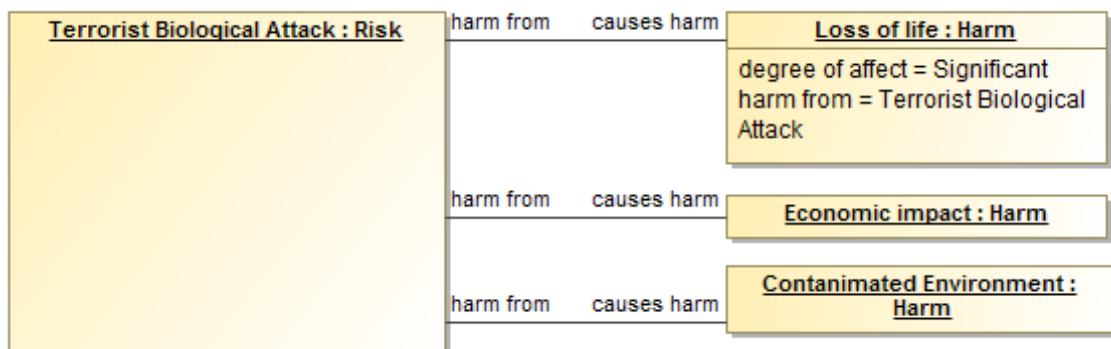 Terrorist Biological Attack : Risk
harm from
causes harm
Loss of life : Harm
degree of affect = Significant
harm from = Terrorist Biological
Attack
harm from
causes harm
Economic impact : Harm
harm from
causes harm
Contanimated Environment :
Harm